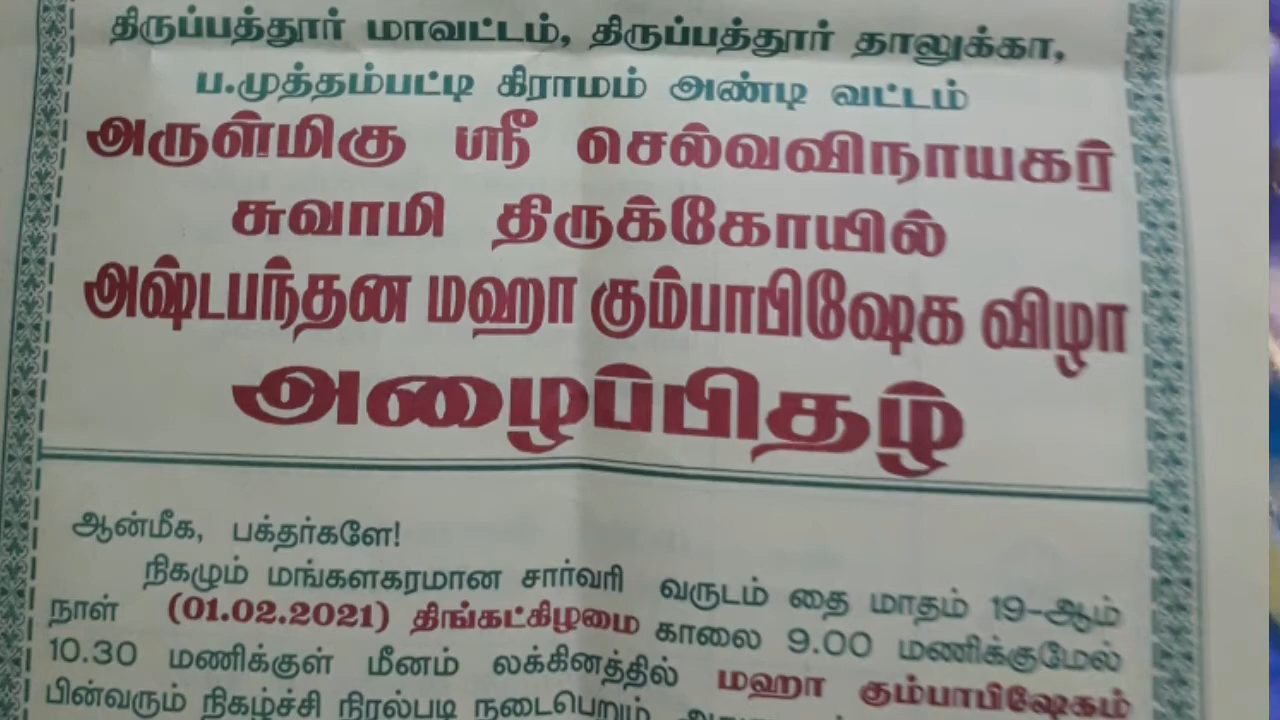 திருப்பத்தூர் மாவட்டம், திருப்பத்தூர் தாலுக்கா,
ப.முத்தம்பட்டி கிராமம் அண்டி வட்டம்
அருள்மிகு ஸ்ரீ செல்வவிநாயகர்
சுவாமி திருக்கோயில்
அஷ்டபந்தன மஹா கும்பாபிஷேக விழா
அழைப்பிதழ்
ஆன்மீக, பக்தர்களே!
நிகழும் மங்களகரமான சார்வரி வருடம் தை மாதம் 19-ஆம்
நாள் (01.02.2021) திங்கட்கிழமை காலை 9.00 மணிக்குமேல்
10.30 மணிக்குள் மீனம் லக்கினத்தில் மஹா கும்பாபிஷேகம்
பின்வரும் நிகழ்ச்சி நிரல்படி நடைபெறும்